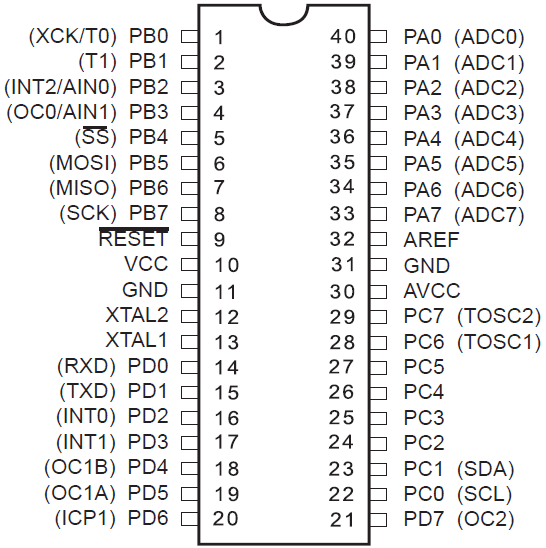 (XCK/T0) PB0 1 40 PA0 (ADC0)
(T1) PB1 2 39 PA1 (ADC1)
(INT2/AIN0) PB2 3 38 PA2 (ADC2)
(OC0/AIN1) PB3 4 37 PA3 (ADC3)
(SS) PB4 5 36 PA4 (ADC4)
(MOSI) PB5 6 35 PA5 (ADC5)
(MISO) PB6 7 34 PA6 (ADC6)
(SCK) PB7 8 33 PA7 (ADC7)
RESET 9 32 AREF
VCC 10 31 GND
GND 11 30 AVCC
XTAL2 12 29 PC7 (TOSC2)
XTAL1 13 28 PC6 (TOSC1)
(RXD) PD0 14 27 PC5
(TXD) PD1 15 26 PC4
(INT0) PD2 16 25 PC3
(INT1) PD3 17 24 PC2
(OC1B) PD4 18 23 PC1 (SDA)
(OC1A) PD5 19 22 PC0 (SCL)
(ICP1) PD6 20 21 PD7 (OC2)